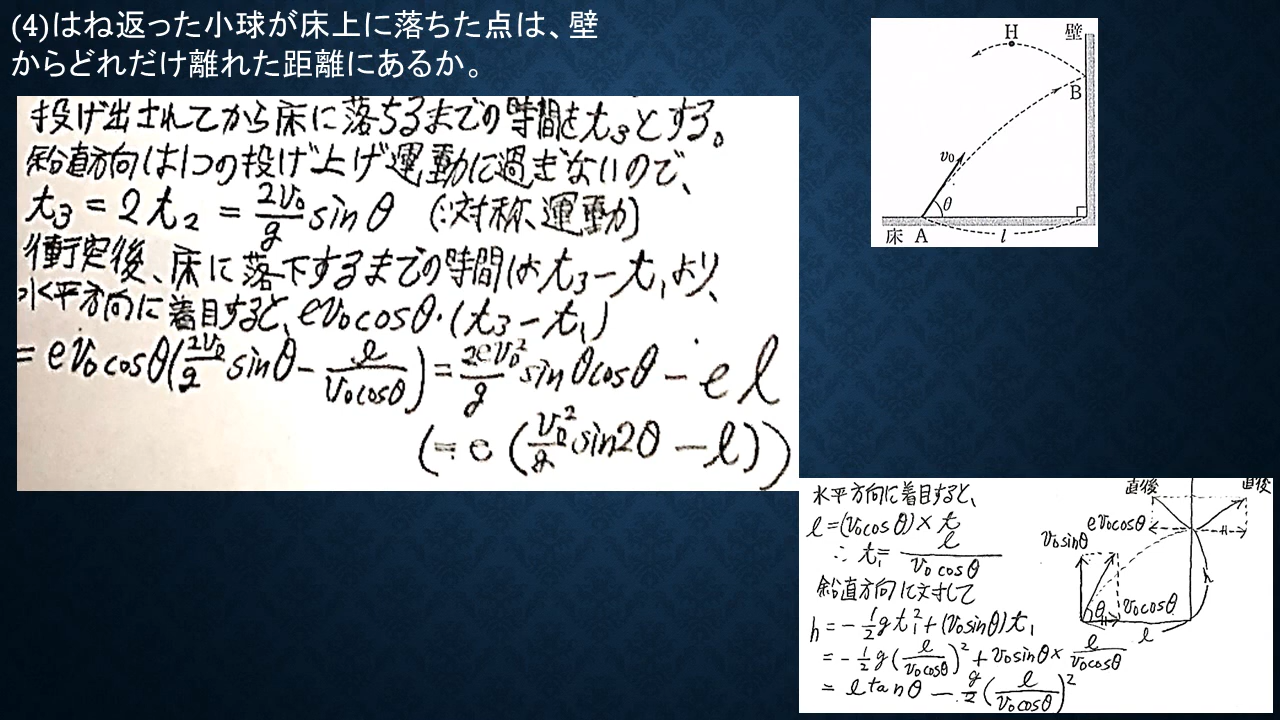 (4)はね返った小球が床上に落ちた点は、壁
からどれだけ離れた距離にあるか。
投げ出されてから床に落ちるまでの時間をt₃とする。
鉛直方向は1つの投げ上げ運動に過ぎないので、
t₃ = 2t₂ = 2v₀/g sinθ (∵対称運動)
衝突後、床に落下するまでの時間はt₃-t₁より、
水平方向に着目すると、ev₀cosθ・(t₃-t₁)
= ev₀cosθ(2v₀/g sinθ - l/v₀cosθ) = 2ev₀²/g sinθcosθ - el
(= e(v₀²/g sin2θ - l))
H
壁
B
v₀
θ
床 A
l
水平方向に着目すると、
l=(v₀cosθ)×t
∴ t₁= l/v₀cosθ
鉛直方向に対して
h = -1/2gt₁²+(v₀sinθ)t₁
= -1/2g(l/v₀cosθ)²+v₀sinθ× l/v₀cosθ
= ltanθ - g/2(l/v₀cosθ)²
直後
直後
ev₀cosθ
v₀sinθ
h
θ
v₀cosθ
l